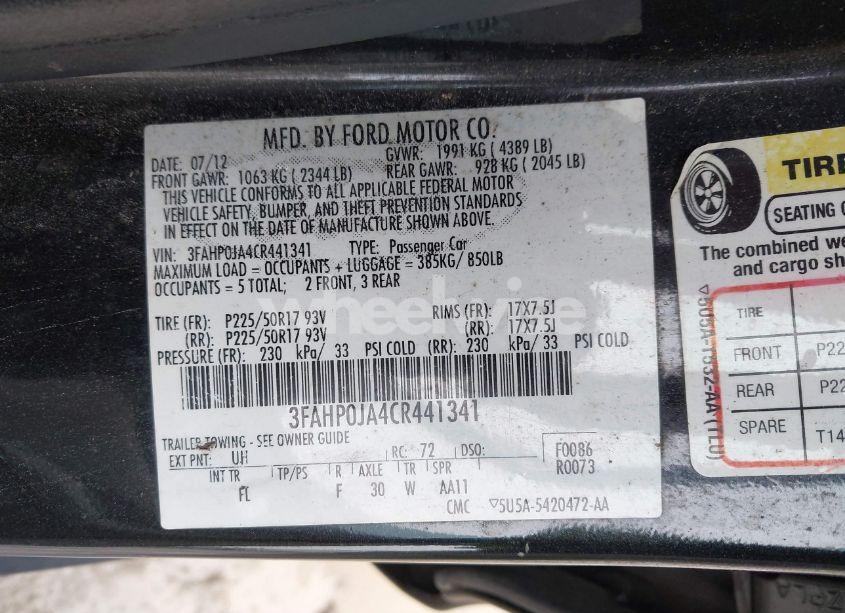 MFD. BY FORD MOTOR CO.
DATE: 07/12
GVWR: 1991 KG ( 4389 LB)
FRONT GAWR: 1063 KG ( 2344 LB)
REAR GAWR: 928 KG ( 2045 LB)
THIS VEHICLE CONFORMS TO ALL APPLICABLE FEDERAL MOTOR
VEHICLE SAFETY, BUMPER, AND THEFT PREVENTION STANDARDS
IN EFFECT ON THE DATE OF MANUFACTURE SHOWN ABOVE.
VIN: 3FAHP0JA4CR441341 TYPE: Passenger Car
MAXIMUM LOAD = OCCUPANTS + LUGGAGE = 385KG/ 850LB
OCCUPANTS = 5 TOTAL; 2 FRONT, 3 REAR
wheelwire
TIRE (FR): P225/50R17 93V RIMS (FR): 17X7.5J
(RR): P225/50R17 93V (RR): 17X7.5J
PRESSURE (FR): 230 kPa/ 33 PSI COLD (RR): 230 kPa/ 33 PSI COLD
3FAHP0JA4CR441341
TRAILER TOWING - SEE OWNER GUIDE
EXT PNT: UH RC: 72 DSO:
F0086
R0073
INT TR TP/PS R AXLE TR SPR
FL F 30 W AA11
CMC ▽5U5A-5420472-AA
TIRE
SEATING
The combined
and cargo
▽5U5A-1532-AA (TL0)
TIRE
FRONT P22
REAR P22
SPARE T14